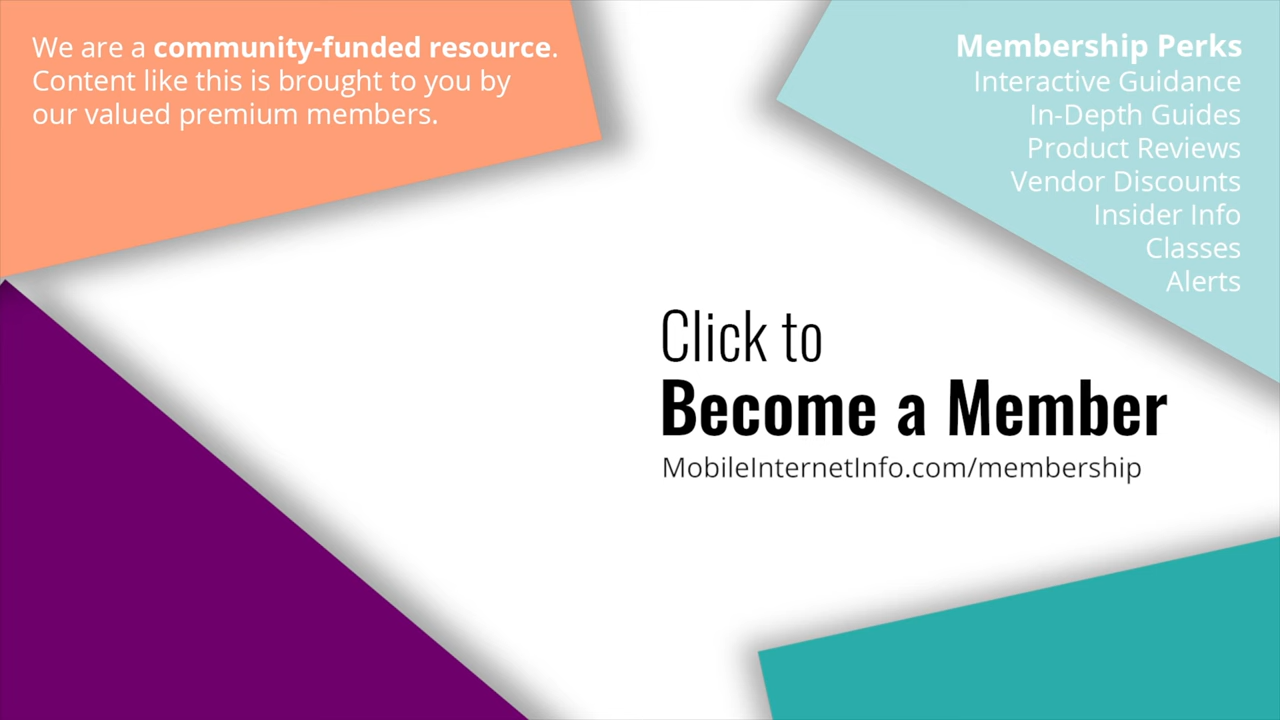 We are a community-funded resource.
Content like this is brought to you by
our valued premium members.
Membership Perks
Interactive Guidance
In-Depth Guides
Product Reviews
Vendor Discounts
Insider Info
Classes
Alerts
Click to
Become a Member
MobileInternetInfo.com/membership